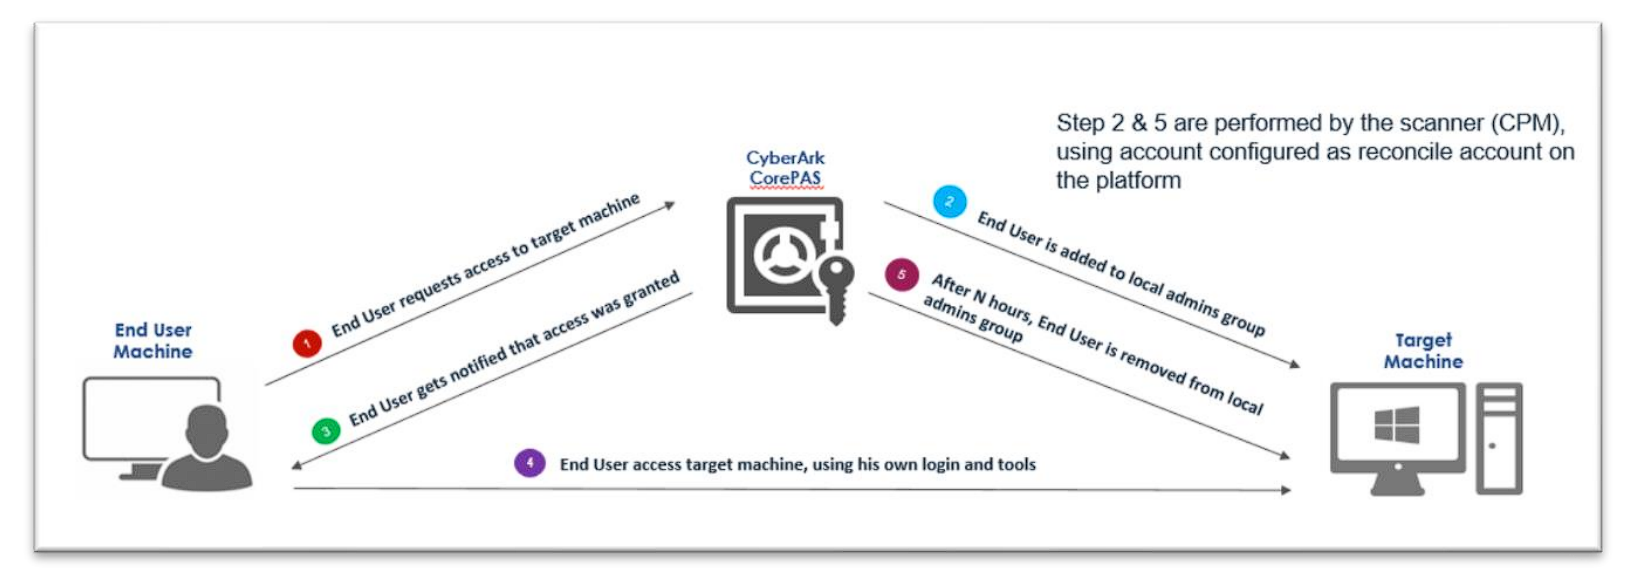 Step 2 & 5 are performed by the scanner (CPM),
using account configured as reconcile account on
the platform
CyberArk
CorePAS
1 End User requests access to target machine
2 End User is added to local admins group
3 End User gets notified that access was granted
5 After N hours, End User is removed from local
admins group
End User
Machine
Target
Machine
4 End User access target machine, using his own login and tools